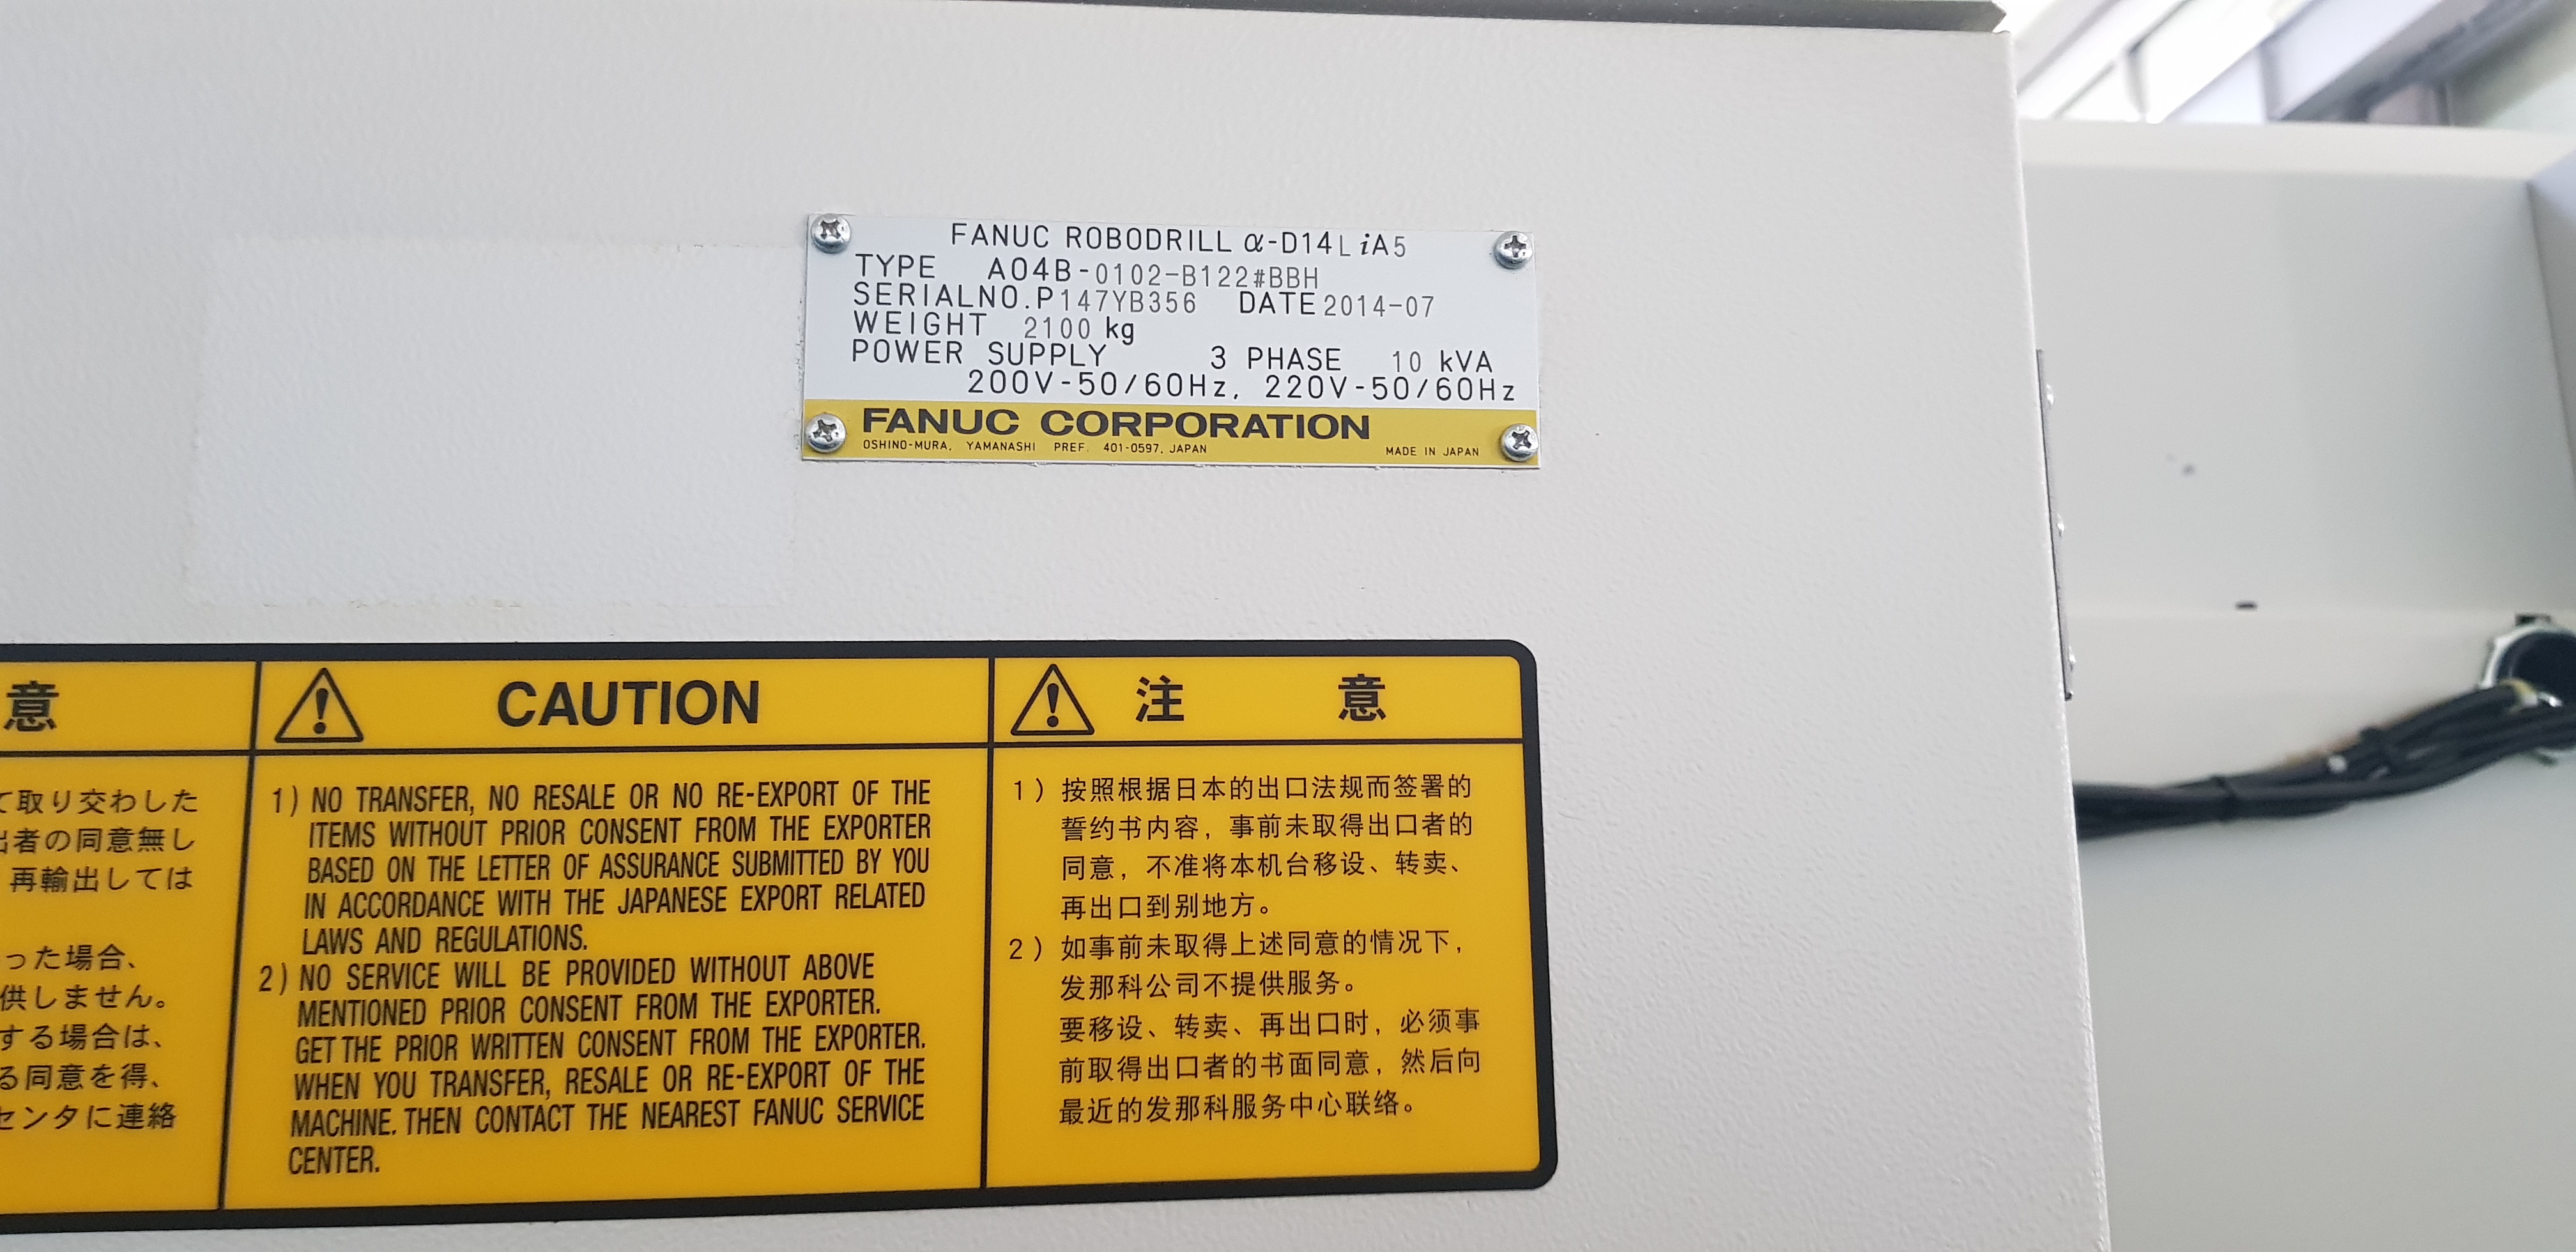 FANUC ROBODRILL α-D14LiA5
TYPE A04B-0102-B122#BBH
SERIALNO.P147YB356 DATE 2014-07
WEIGHT 2100 kg
POWER SUPPLY 3 PHASE 10 kVA
200V-50/60Hz, 220V-50/60Hz
FANUC CORPORATION
OSHINO-MURA, YAMANASHI PREF. 401-0597, JAPAN MADE IN JAPAN
意
て取り交わした
出者の同意無し
再輸出しては
った場合、
供しません。
する場合は、
る同意を得、
センタに連絡
CAUTION
1) NO TRANSFER, NO RESALE OR NO RE-EXPORT OF THE
ITEMS WITHOUT PRIOR CONSENT FROM THE EXPORTER
BASED ON THE LETTER OF ASSURANCE SUBMITTED BY YOU
IN ACCORDANCE WITH THE JAPANESE EXPORT RELATED
LAWS AND REGULATIONS.
2) NO SERVICE WILL BE PROVIDED WITHOUT ABOVE
MENTIONED PRIOR CONSENT FROM THE EXPORTER.
GET THE PRIOR WRITTEN CONSENT FROM THE EXPORTER.
WHEN YOU TRANSFER, RESALE OR RE-EXPORT OF THE
MACHINE. THEN CONTACT THE NEAREST FANUC SERVICE
CENTER.
注 意
1) 按照根据日本的出口法规而签署的
誓约书内容，事前未取得出口者的
同意，不准将本机台移设、转卖、
再出口到别地方。
2) 如事前未取得上述同意的情况下，
发那科公司不提供服务。
要移设、转卖、再出口时，必须事
前取得出口者的书面同意，然后向
最近的发那科服务中心联络。